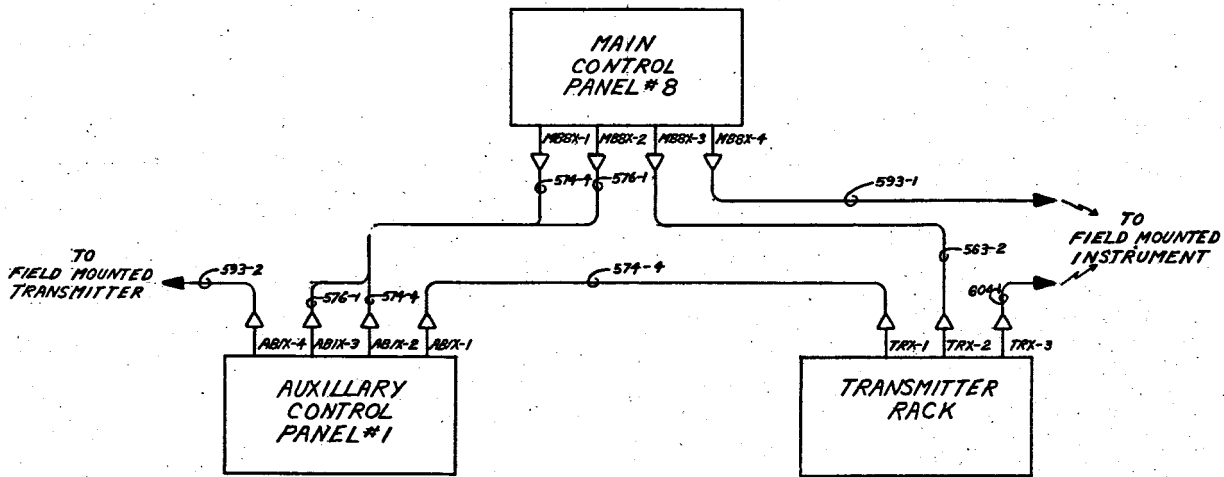 MAIN
CONTROL
PANEL #8
MB8X-1 MB8X-2 MB8X-3 MB8X-4
574-4
576-1
593-1
TO
FIELD MOUNTED
INSTRUMENT
TO
FIELD MOUNTED
TRANSMITTER
593-2
574-4
563-2
576-1
574-4
604-1
AB1X-4 AB1X-3 AB1X-2 AB1X-1
TRX-1 TRX-2 TRX-3
AUXILLARY
CONTROL
PANEL #1
TRANSMITTER
RACK